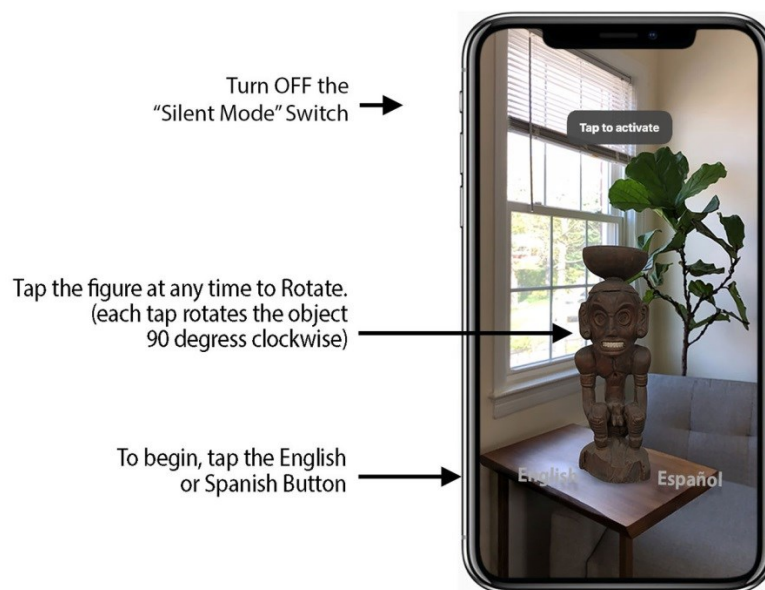 Turn OFF the
“Silent Mode” Switch
Tap to activate
Tap the figure at any time to Rotate.
(each tap rotates the object
90 degress clockwise)
To begin, tap the English
or Spanish Button
English
Español